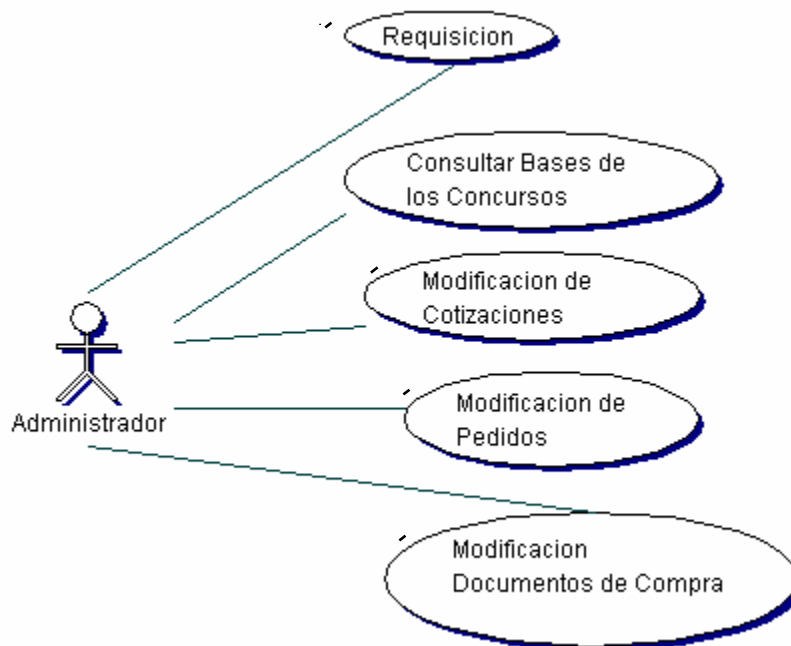 Requisicion
Consultar Bases de
los Concursos
Modificacion de
Cotizaciones
Administrador
Modificacion de
Pedidos
Modificacion
Documentos de Compra